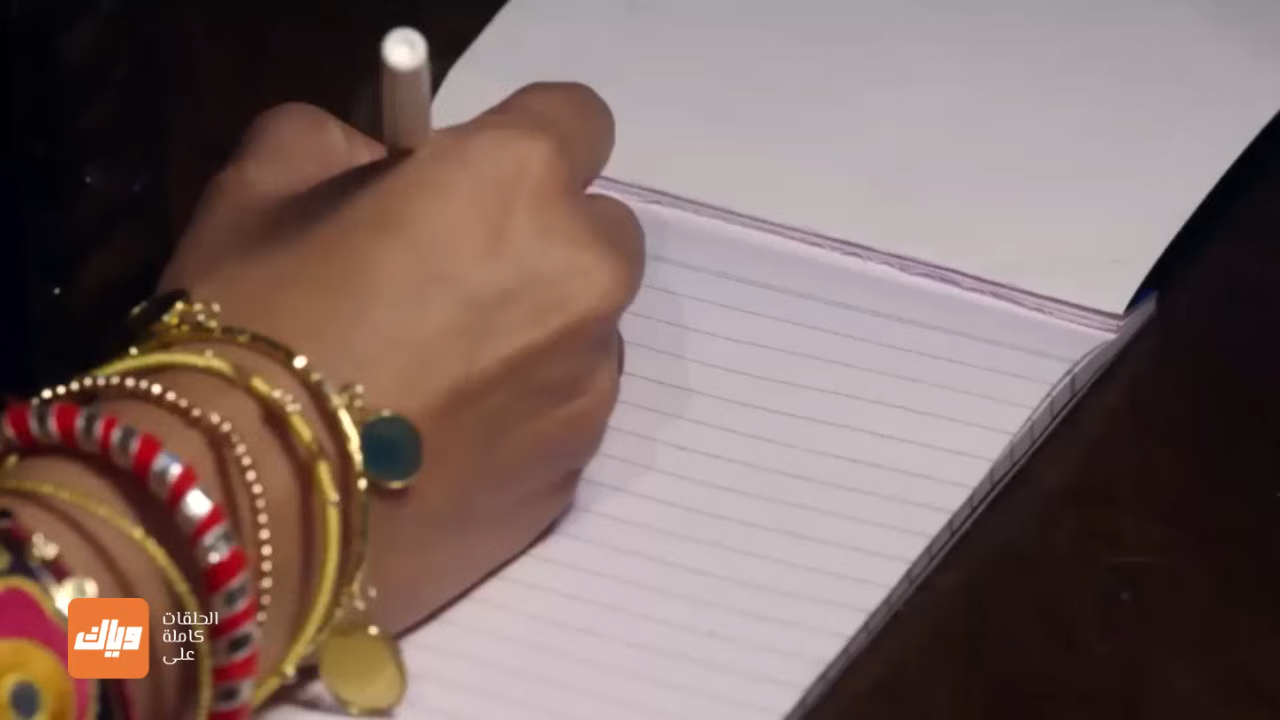 وياك
الحلقات
كاملة
على